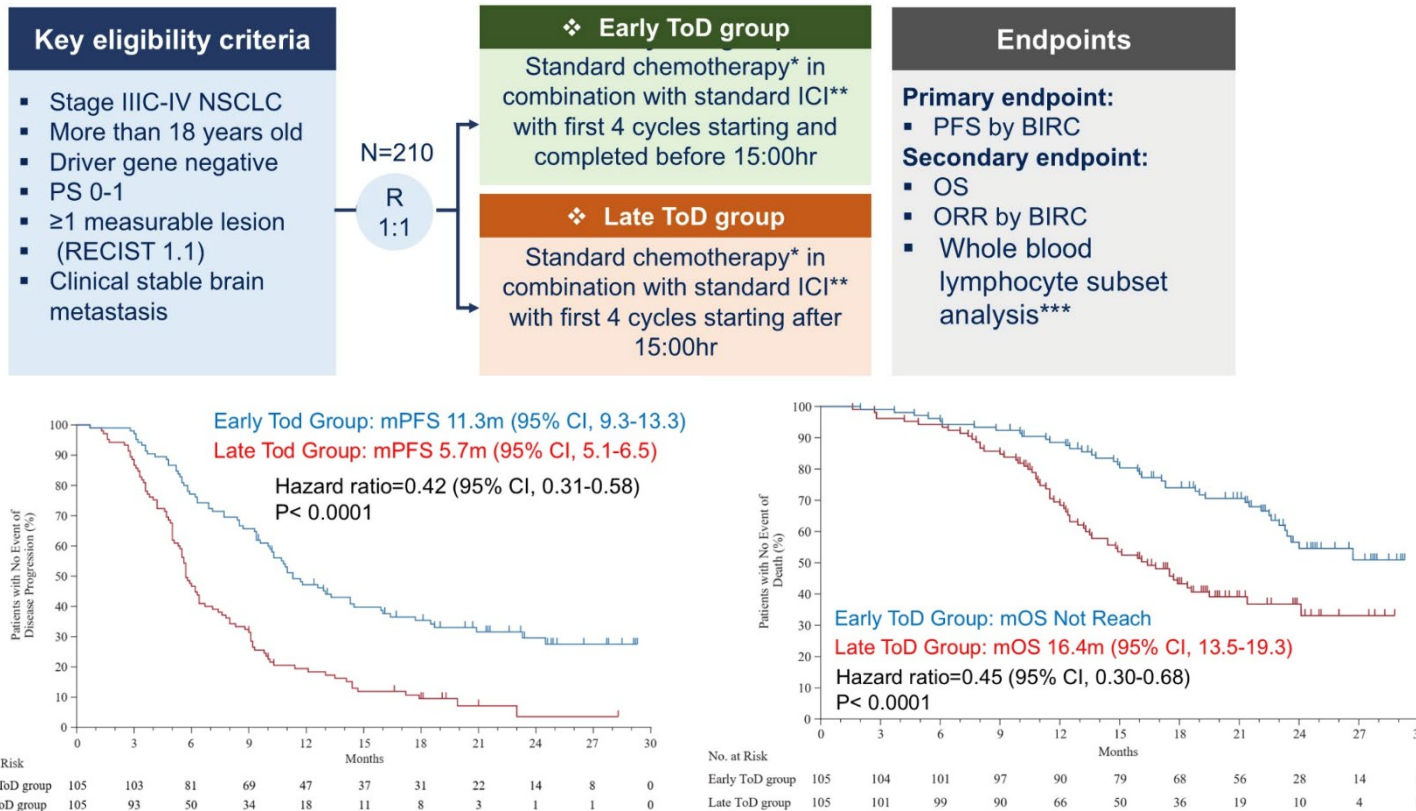 Key eligibility criteria
▪ Stage IIIC-IV NSCLC
▪ More than 18 years old
▪ Driver gene negative
▪ PS 0-1
▪ ≥1 measurable lesion
▪ (RECIST 1.1)
▪ Clinical stable brain
metastasis
N=210
R
1:1
❖ Early ToD group
Standard chemotherapy* in
combination with standard ICI**
with first 4 cycles starting and
completed before 15:00hr
❖ Late ToD group
Standard chemotherapy* in
combination with standard ICI**
with first 4 cycles starting after
15:00hr
Endpoints
Primary endpoint:
▪ PFS by BIRC
Secondary endpoint:
▪ OS
▪ ORR by BIRC
▪ Whole blood
lymphocyte subset
analysis***
Early Tod Group: mPFS 11.3m (95% CI, 9.3-13.3)
Late Tod Group: mPFS 5.7m (95% CI, 5.1-6.5)
Hazard ratio=0.42 (95% CI, 0.31-0.58)
P< 0.0001
Patients with No Event of
Disease Progression (%)
100
90
80
70
60
50
40
30
20
10
0
0 3 6 9 12 15 18 21 24 27 30
Months
Risk
ToD group 105 103 81 69 47 37 31 22 14 8 0
oD group 105 93 50 34 18 11 8 3 1 1 0
Patients with No Event of
Death (%)
100
90
80
70
60
50
40
30
20
10
0
Early ToD Group: mOS Not Reach
Late ToD Group: mOS 16.4m (95% CI, 13.5-19.3)
Hazard ratio=0.45 (95% CI, 0.30-0.68)
P< 0.0001
0 3 6 9 12 15 18 21 24 27 3
Months
No. at Risk
Early ToD group 105 104 101 97 90 79 68 56 28 14
Late ToD group 105 101 99 90 66 50 36 19 10 4